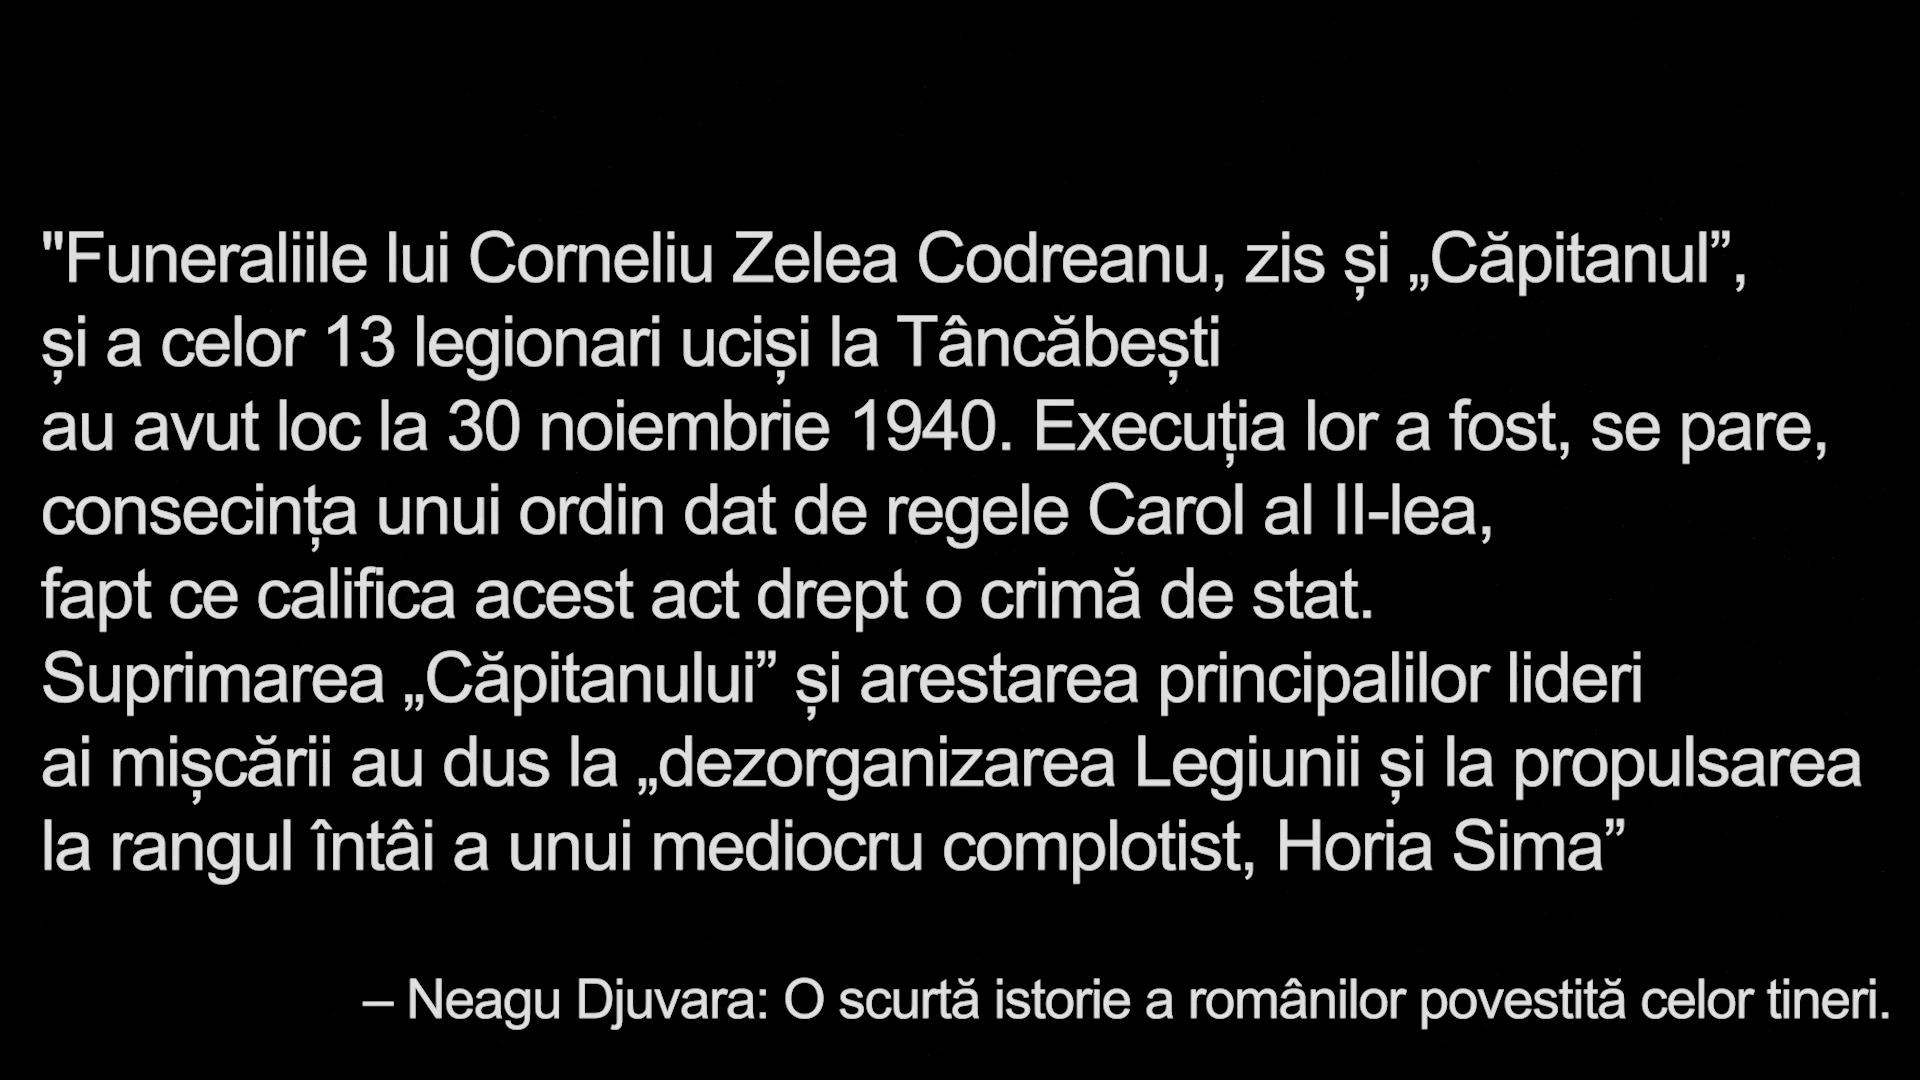 "Funeraliile lui Corneliu Zelea Codreanu, zis și „Căpitanul”,
și a celor 13 legionari uciși la Tâncăbești
au avut loc la 30 noiembrie 1940. Execuția lor a fost, se pare,
consecința unui ordin dat de regele Carol al II-lea,
fapt ce califica acest act drept o crimă de stat.
Suprimarea „Căpitanului” și arestarea principalilor lideri
ai mișcării au dus la „dezorganizarea Legiunii și la propulsarea
la rangul întâi a unui mediocru complotist, Horia Sima”
– Neagu Djuvara: O scurtă istorie a românilor povestită celor tineri.